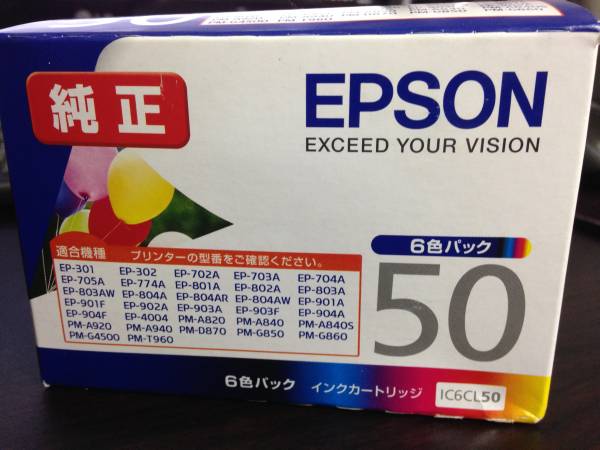 純正
EPSON
EXCEED YOUR VISION
6色パック
50
適合機種 プリンターの型番をご確認ください。
EP-301 EP-302 EP-702A EP-703A EP-704A
EP-705A EP-774A EP-801A EP-802A EP-803A
EP-803AW EP-804A EP-804AR EP-804AW EP-901A
EP-901F EP-902A EP-903A EP-903F EP-904A
EP-904F EP-4004 PM-A820 PM-A840 PM-A840S
PM-A920 PM-A940 PM-D870 PM-G850 PM-G860
PM-G4500 PM-T960
6色パック インクカートリッジ IC6CL50